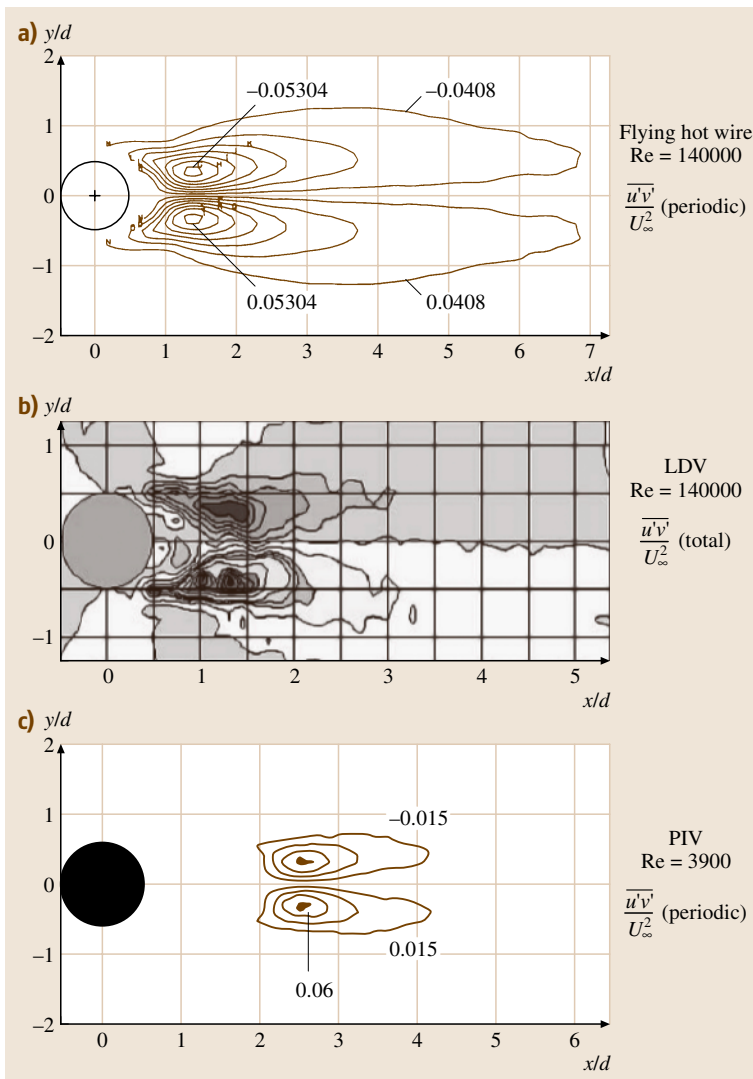 a) y/d
2
1
0
−1
−2
−0.05304
−0.0408
0.05304
0.0408
0 1 2 3 4 5 6 7
x/d
Flying hot wire
Re = 140000
u'v'
U²∞ (periodic)
b) y/d
1
0
−1
0 1 2 3 4 5
x/d
LDV
Re = 140000
u'v'
U²∞ (total)
c) y/d
2
1
0
−1
−2
−0.015
0.015
0.06
0 1 2 3 4 5 6
x/d
PIV
Re = 3900
u'v'
U²∞ (periodic)